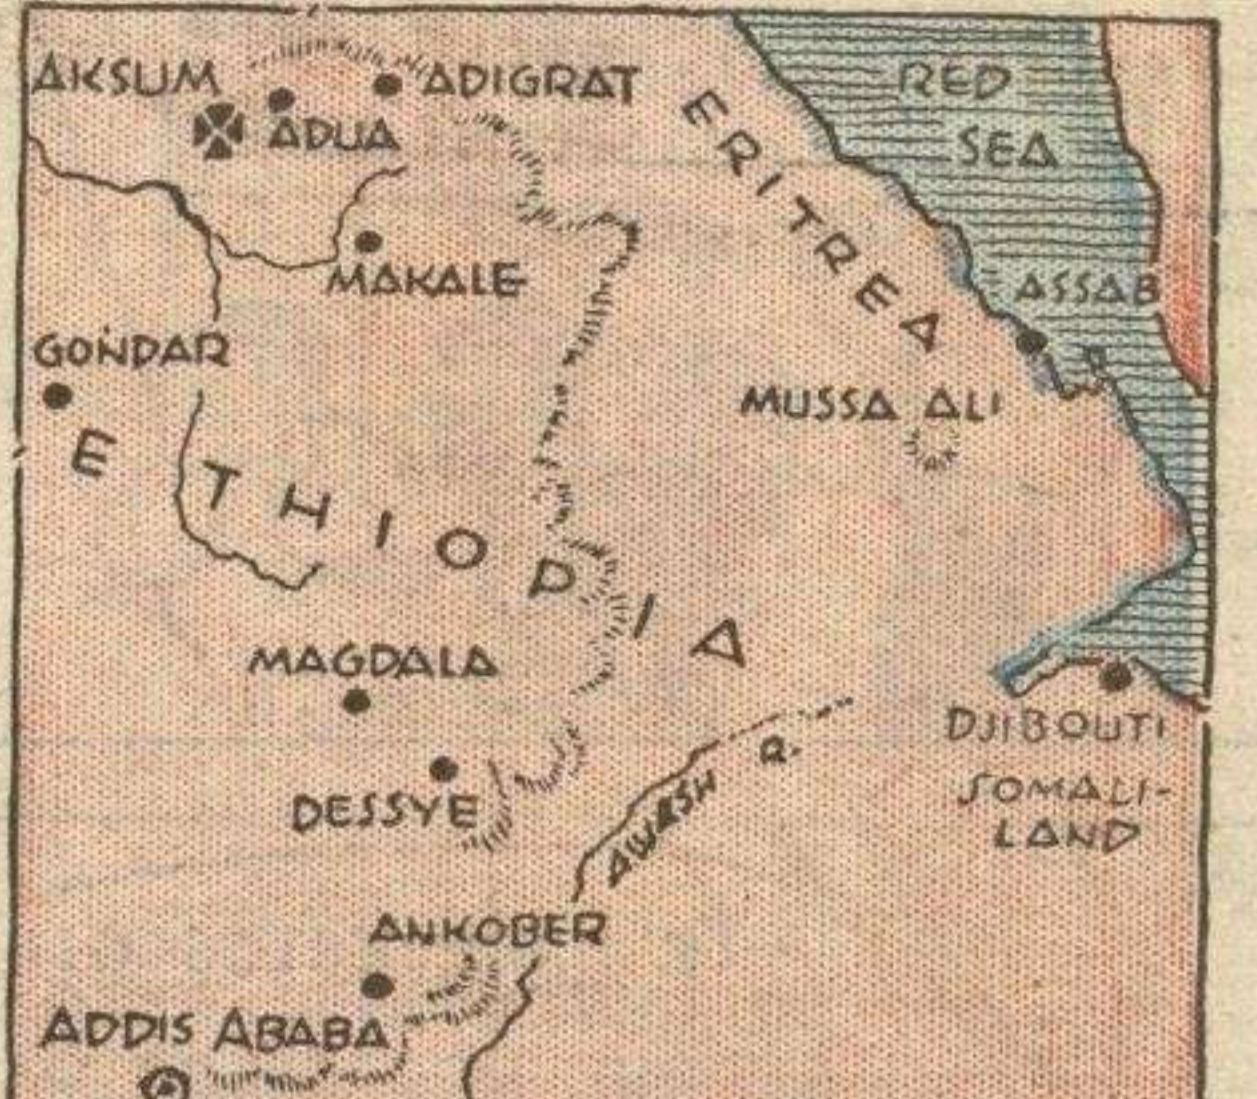 AKSUM
ADIGRAT
ADUA
RED
SEA
ERITREA
MAKALE
ASSAB
GONDAR
MUSSA ALI
ETHIOPIA
MAGDALA
DJIBOUTI
SOMALI-
LAND
AWASH R.
DESSYE
ANKOBER
ADDIS ABABA